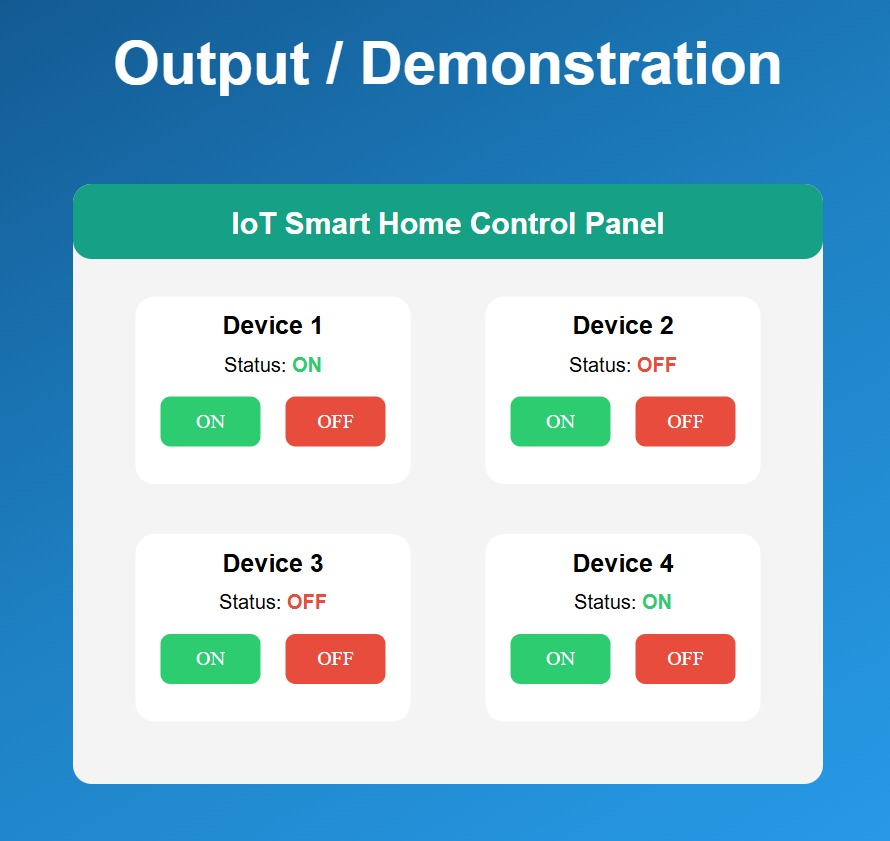 Output / Demonstration
IoT Smart Home Control Panel
Device 1
Status: ON
ON
OFF
Device 2
Status: OFF
ON
OFF
Device 3
Status: OFF
ON
OFF
Device 4
Status: ON
ON
OFF